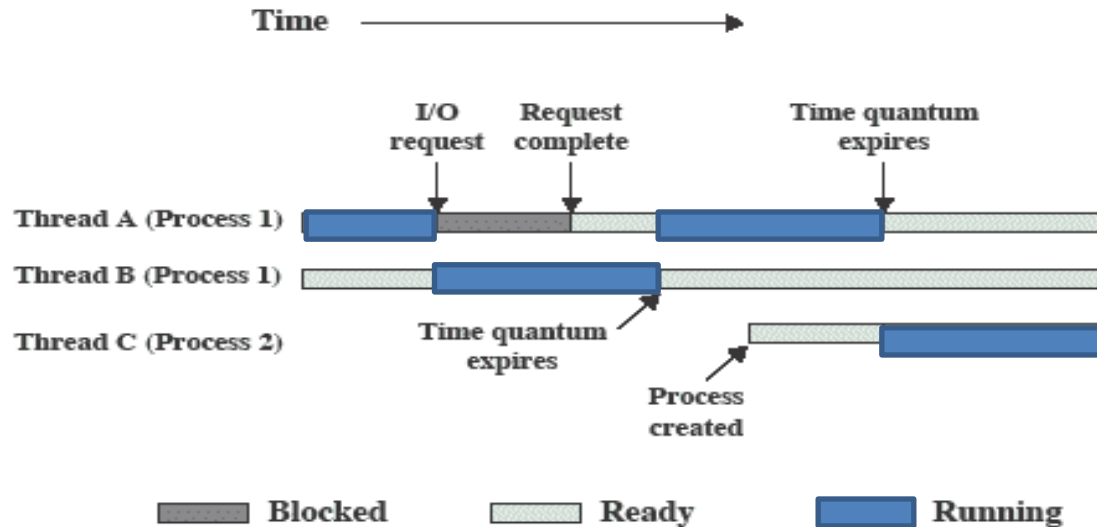 Time
I/O
request
Request
complete
Time quantum
expires
Thread A (Process 1)
Thread B (Process 1)
Time quantum
expires
Thread C (Process 2)
Process
created
Blocked
Ready
Running